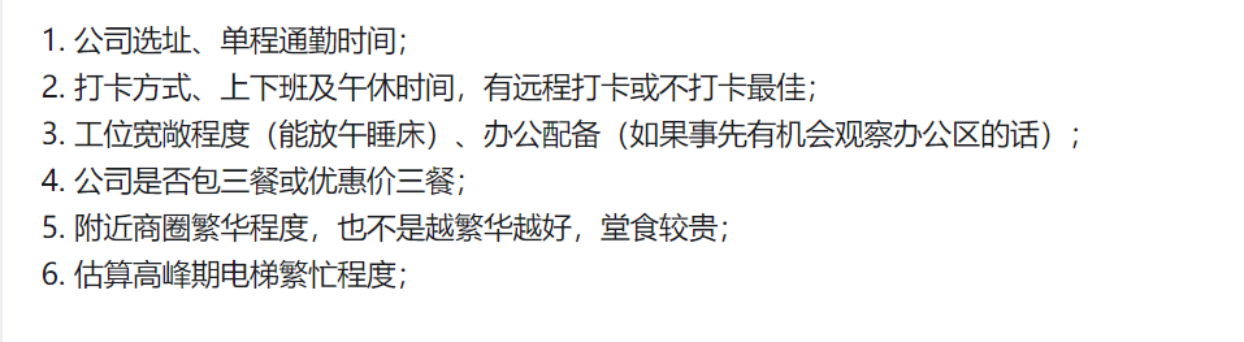 1. 公司选址、单程通勤时间；
2. 打卡方式、上下班及午休时间，有远程打卡或不打卡最佳；
3. 工位宽敞程度（能放午睡床）、办公配备（如果事先有机会观察办公区的话）；
4. 公司是否包三餐或优惠价三餐；
5. 附近商圈繁华程度，也不是越繁华越好，堂食较贵；
6. 估算高峰期电梯繁忙程度；